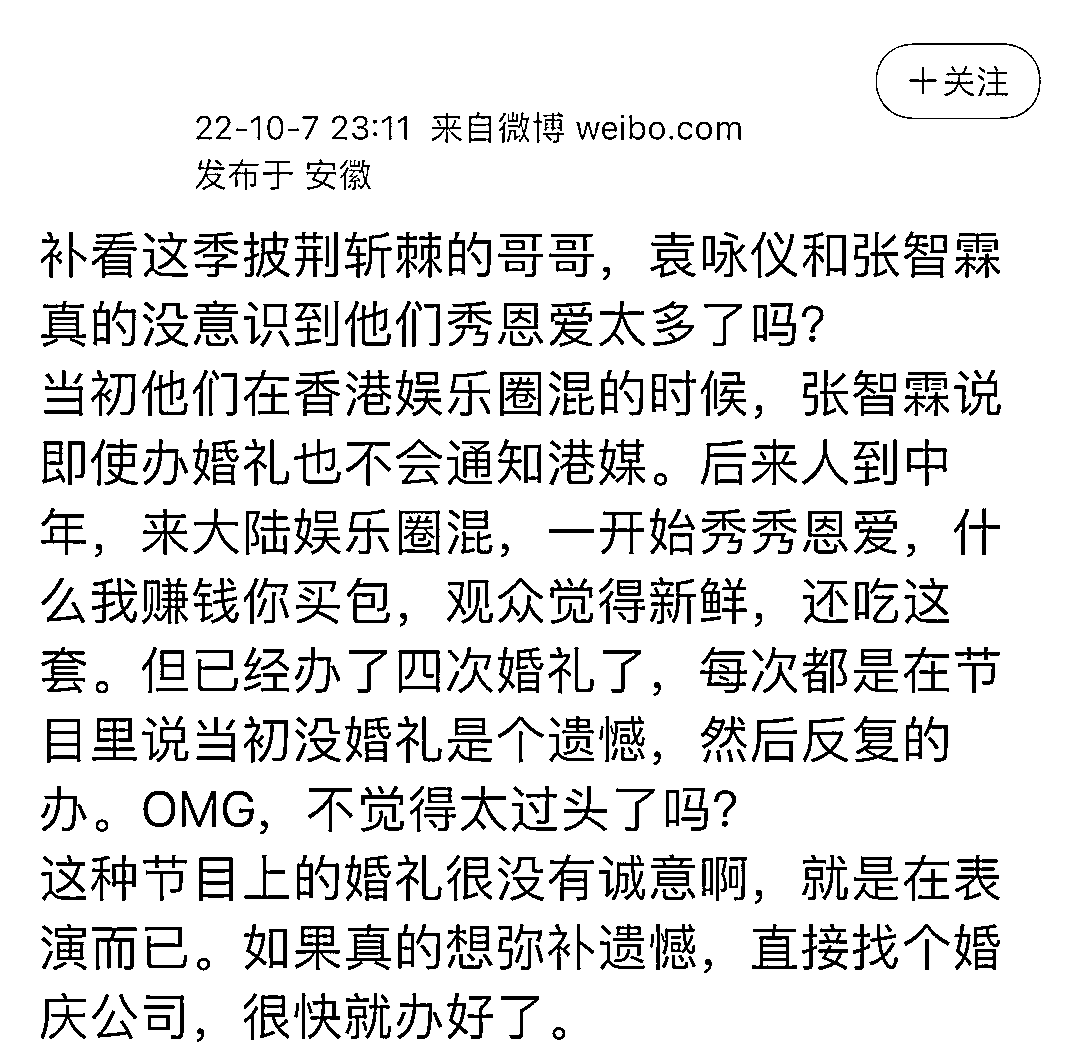 +关注
22-10-7 23:11 来自微博 weibo.com
发布于 安徽
补看这季披荆斩棘的哥哥，袁咏仪和张智霖
真的没意识到他们秀恩爱太多了吗？
当初他们在香港娱乐圈混的时候，张智霖说
即使办婚礼也不会通知港媒。后来人到中
年，来大陆娱乐圈混，一开始秀秀恩爱，什
么我赚钱你买包，观众觉得新鲜，还吃这
套。但已经办了四次婚礼了，每次都是在节
目里说当初没婚礼是个遗憾，然后反复的
办。OMG，不觉得太过头了吗？
这种节目上的婚礼很没有诚意啊，就是在表
演而已。如果真的想弥补遗憾，直接找个婚
庆公司，很快就办好了。